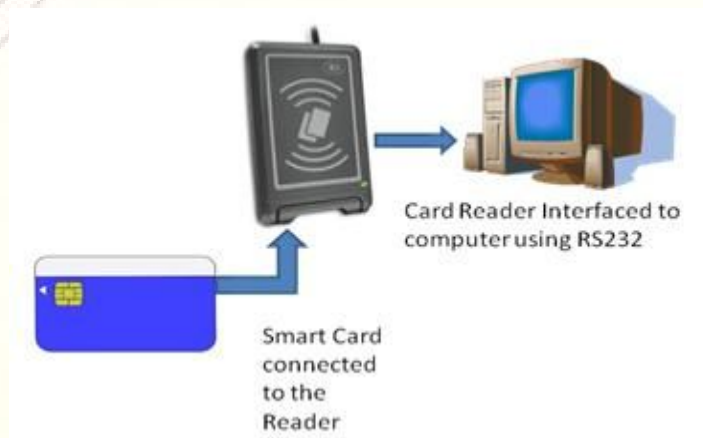 Card Reader Interfaced to
computer using RS232
Smart Card
connected
to the
Reader